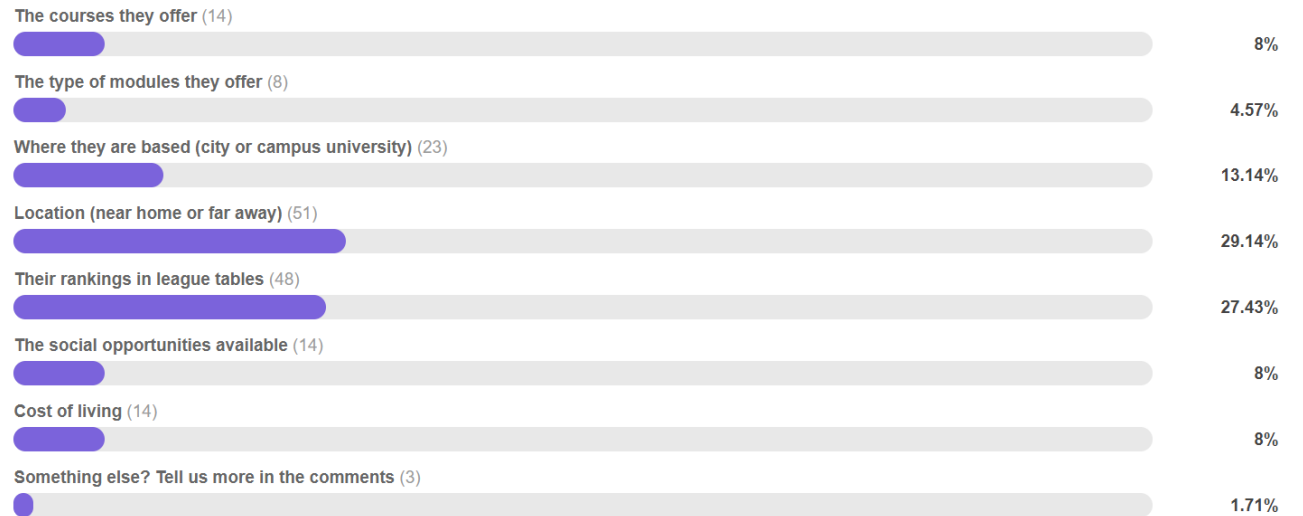 The courses they offer (14)
8%
The type of modules they offer (8)
4.57%
Where they are based (city or campus university) (23)
13.14%
Location (near home or far away) (51)
29.14%
Their rankings in league tables (48)
27.43%
The social opportunities available (14)
8%
Cost of living (14)
8%
Something else? Tell us more in the comments (3)
1.71%